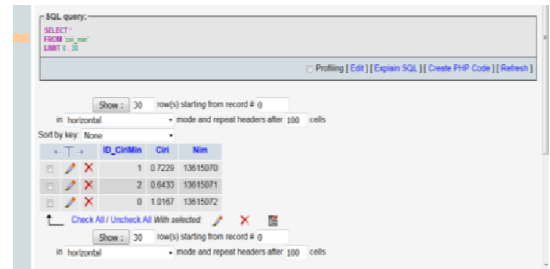 SQL query:
SELECT *
FROM `ciri_min`
LIMIT 0 , 30
Profiling [ Edit ] [ Explain SQL ] [ Create PHP Code ] [ Refresh ]
Show : 30 row(s) starting from record # 0
in horizontal mode and repeat headers after 100 cells
Sort by key: None
←T→ ID_CiriMin Ciri Nim
1 0.7229 13615070
2 0.6433 13615071
0 1.0167 13615072
Check All / Uncheck All With selected:
Show : 30 row(s) starting from record # 0
in horizontal mode and repeat headers after 100 cells